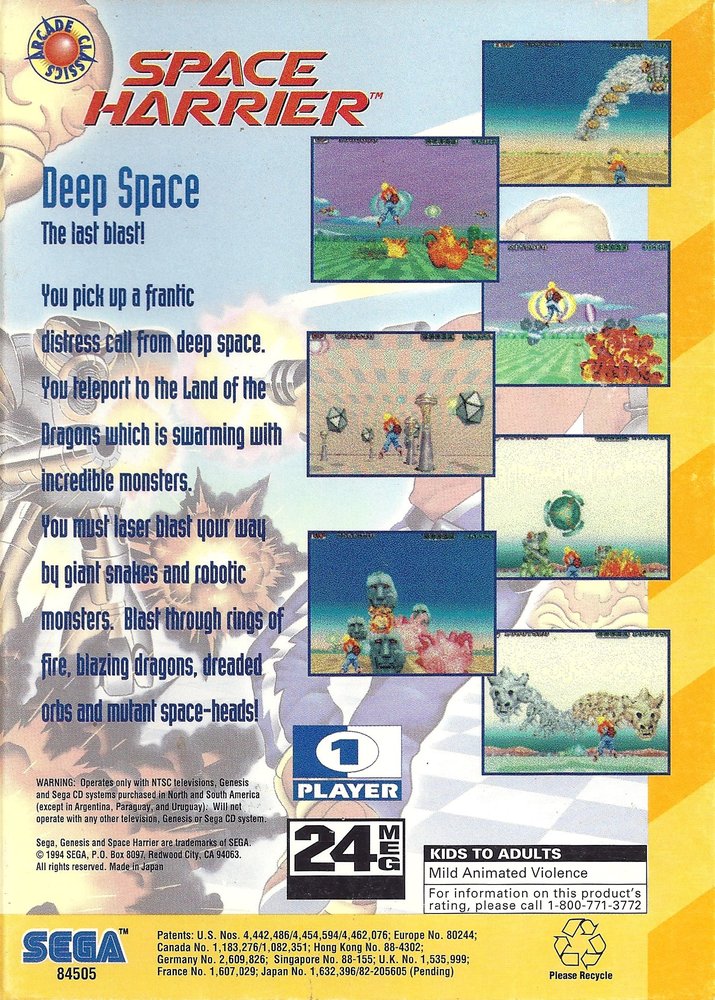 ARCADE CLASSICS
SPACE
HARRIER™
Deep Space
The last blast!
You pick up a frantic
distress call from deep space.
You teleport to the Land of the
Dragons which is swarming with
incredible monsters.
You must laser blast your way
by giant snakes and robotic
monsters. Blast through rings of
fire, blazing dragons, dreaded
orbs and mutant space-heads!
1
PLAYER
WARNING: Operates only with NTSC televisions, Genesis
and Sega CD systems purchased in North and South America
(except in Argentina, Paraguay, and Uruguay). Will not
operate with any other television, Genesis or Sega CD system.
Sega, Genesis and Space Harrier are trademarks of SEGA.
© 1994 SEGA, P.O. Box 8097, Redwood City, CA 94063.
All rights reserved. Made in Japan
24 MEG
KIDS TO ADULTS
Mild Animated Violence
For information on this product's
rating, please call 1-800-771-3772
SEGA™
84505
Patents: U.S. Nos. 4,442,486/4,454,594/4,462,076; Europe No. 80244;
Canada No. 1,183,276/1,082,351; Hong Kong No. 88-4302;
Germany No. 2,609,826; Singapore No. 88-155; U.K. No. 1,535,999;
France No. 1,607,029; Japan No. 1,632,396/82-205605 (Pending)
Please Recycle